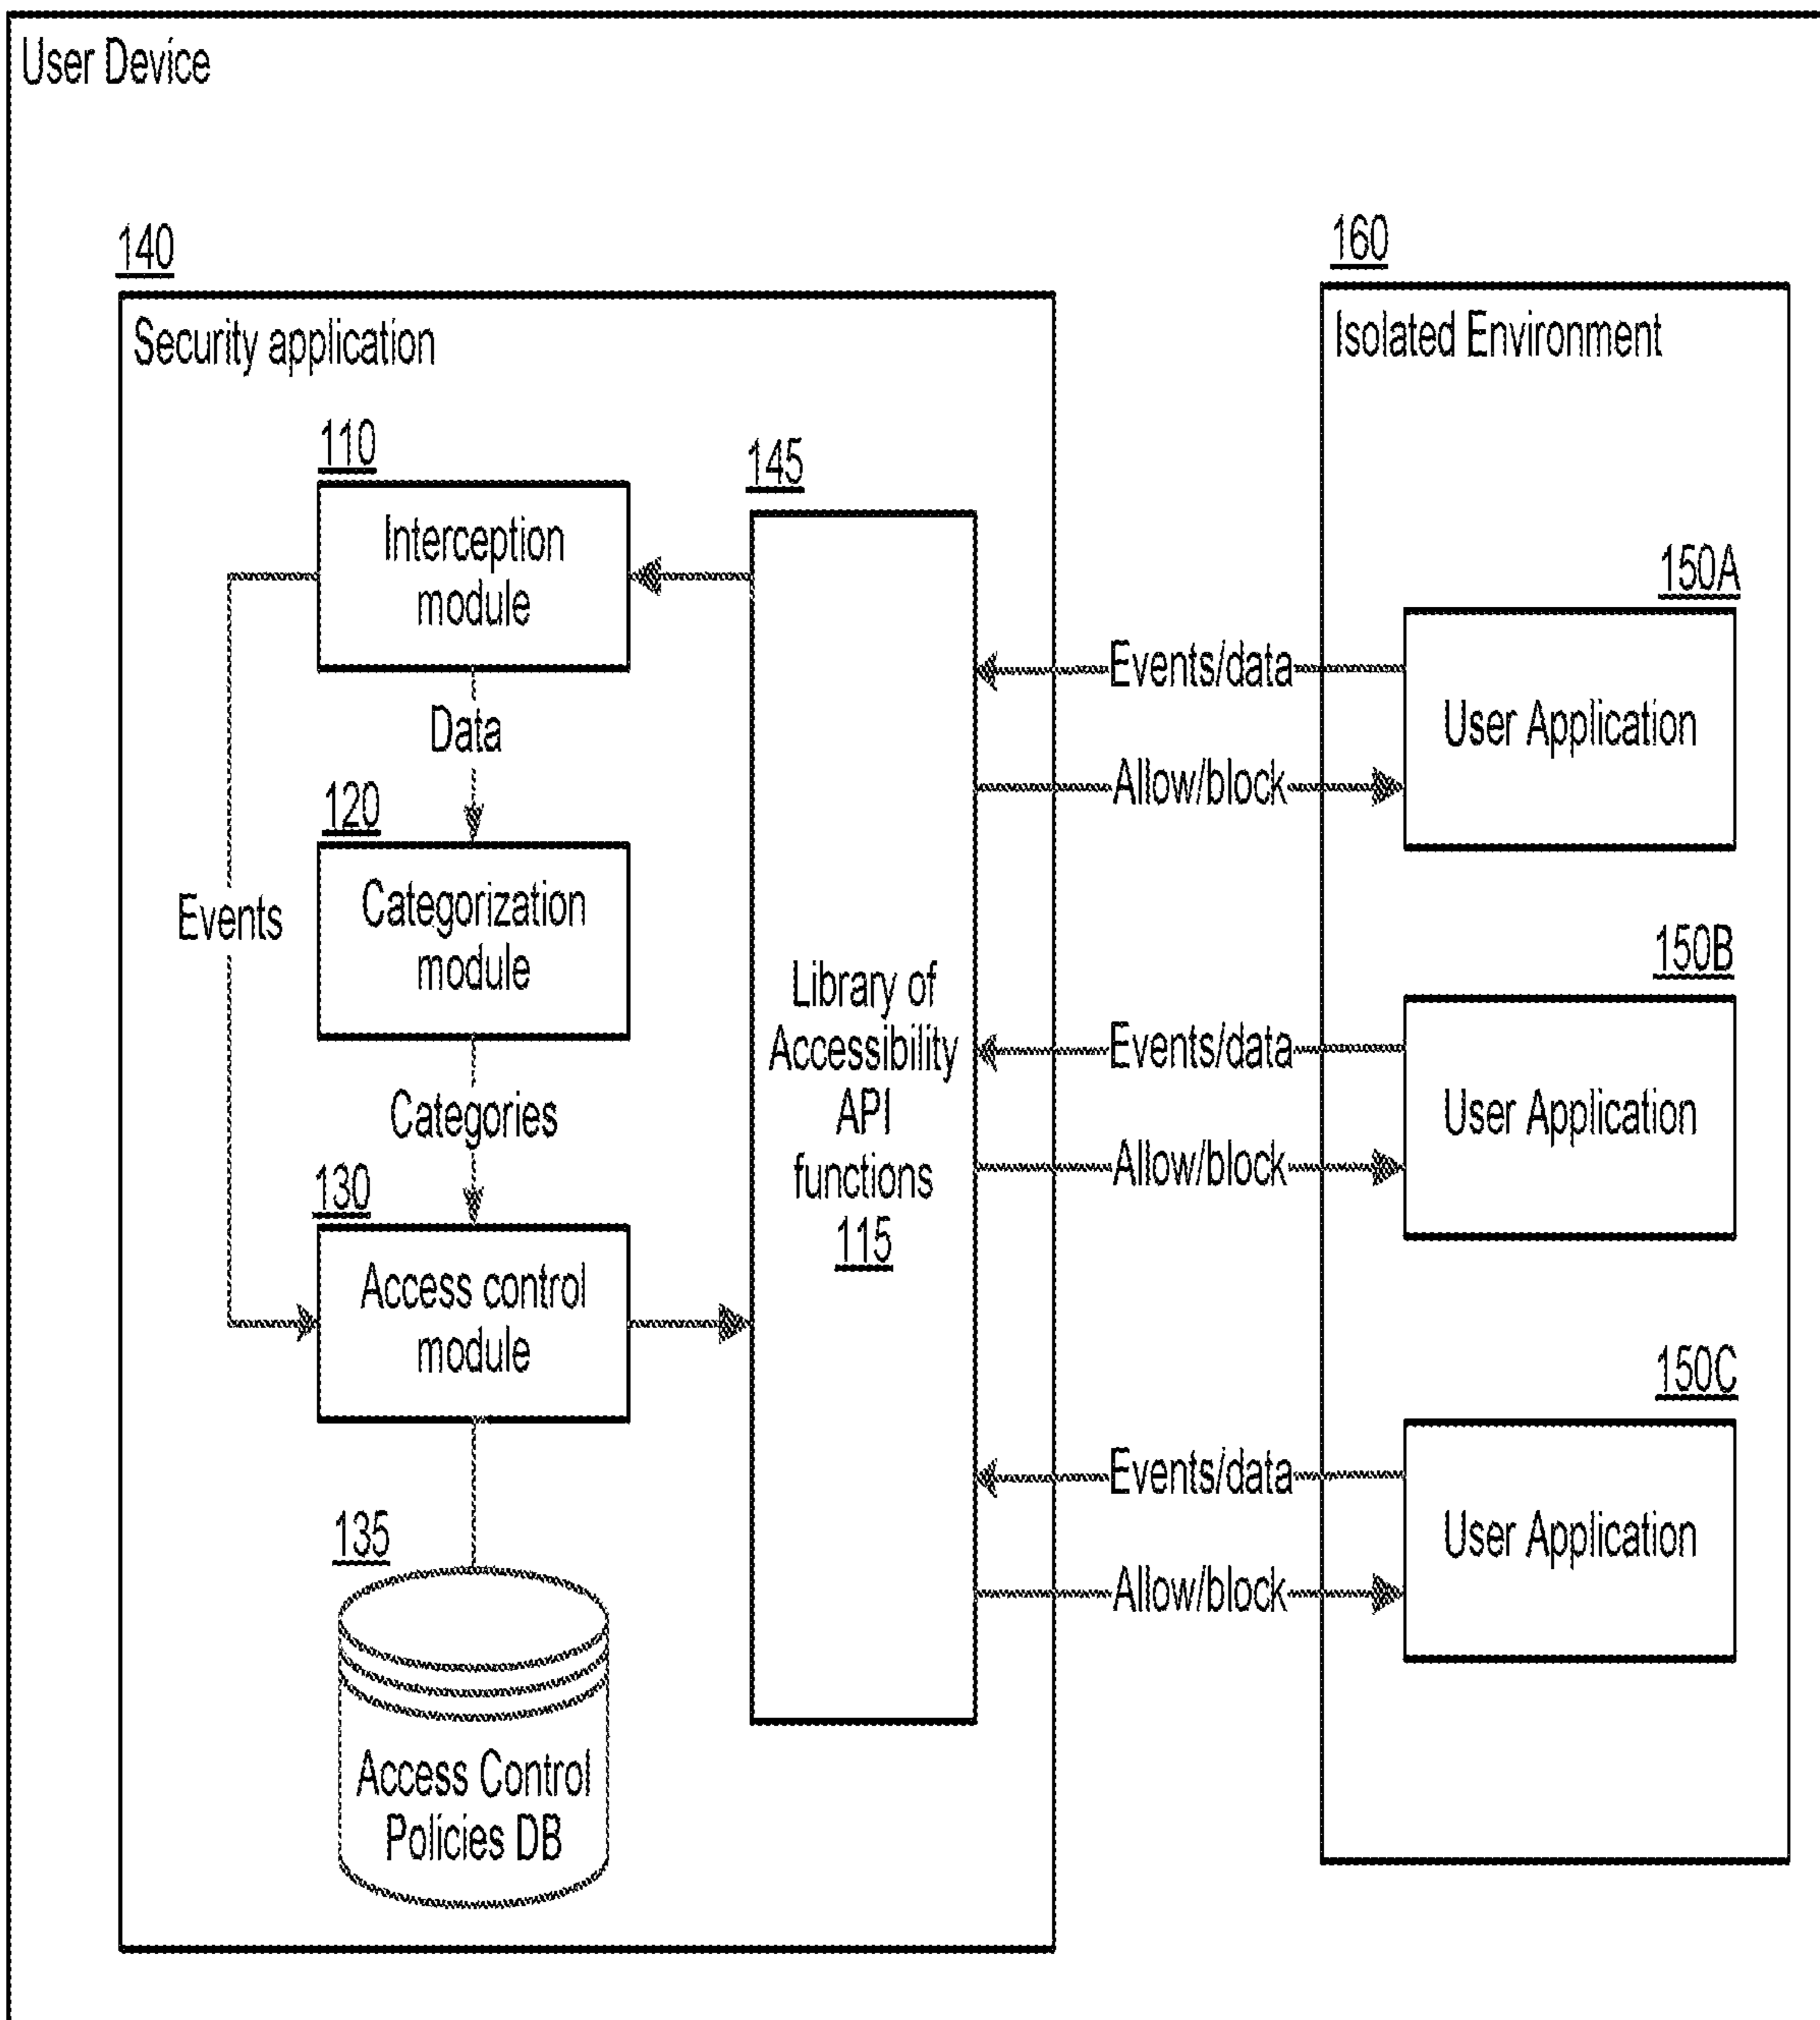 User Device
140
Security application
110
Interception
module
Data
120
Categorization
module
Events
Categories
130
Access control
module
135
Access Control
Policies DB
145
Library of
Accessibility
API
functions
115
160
Isolated Environment
Events/data
Allow/block
150A
User Application
Events/data
Allow/block
150B
User Application
Events/data
Allow/block
150C
User Application